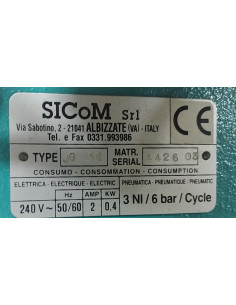 SICoM Srl
Via Sabotino, 2 - 21041 ALBIZZATE (VA) - ITALY
Tel. e Fax 0331.993986
CE
TYPE MATR. SERIAL
CONSUMO - CONSOMMATION - CONSUMPTION
ELETTRICA - ELECTRIQUE - ELECTRIC PNEUMATICA - PNEUMATIQUE - PNEUMATIC
Hz AMP KW
240 V~ 50/60 2 0,4 3 Nl / 6 bar / Cycle